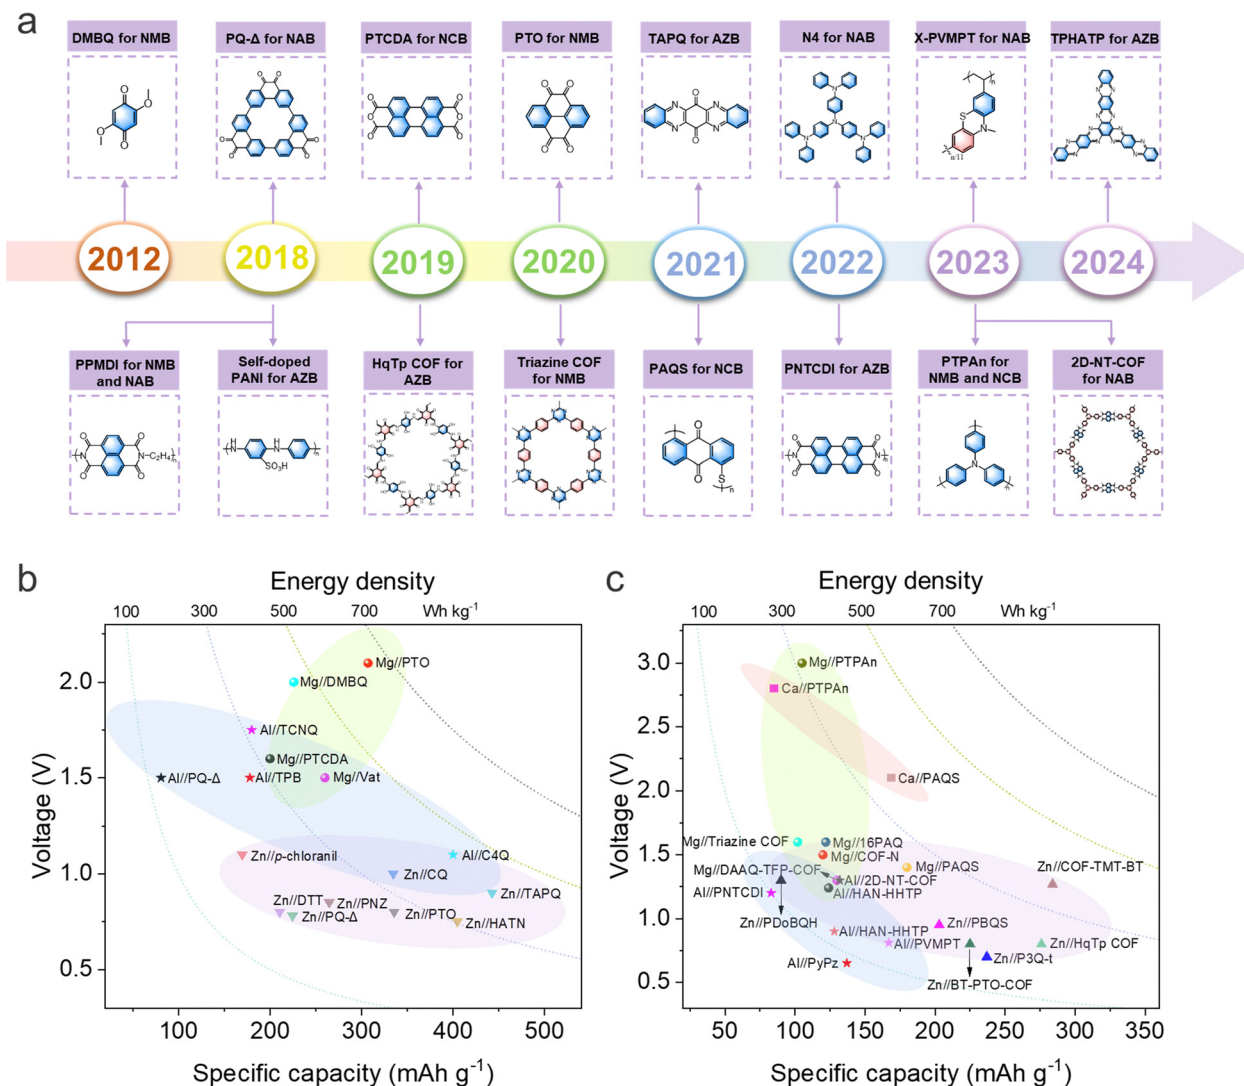 a
DMBQ for NMB
PQ-Δ for NAB
PTCDA for NCB
PTO for NMB
TAPQ for AZB
N4 for NAB
X-PVMPT for NAB
TPHATP for AZB
2012
2018
2019
2020
2021
2022
2023
2024
PPMDI for NMB
and NAB
Self-doped
PANI for AZB
HqTp COF for
AZB
Triazine COF
for NMB
PAQS for NCB
PNTCDI for AZB
PTPAn for
NMB and NCB
2D-NT-COF
for NAB
b
Energy density
100 300 500 700 Wh kg⁻¹
Voltage (V)
2.0
1.5
1.0
0.5
Mg//PTO
Mg//DMBQ
Al//TCNQ
Mg//PTCDA
Al//PQ-Δ
Al//TPB
Mg//Vat
Zn//p-chloranil
Al//C4Q
Zn//CQ
Zn//TAPQ
Zn//DTT
Zn//PNZ
Zn//PQ-Δ
Zn//PTO
Zn//HATN
100 200 300 400 500
Specific capacity (mAh g⁻¹)
c
Energy density
100 300 500 700 Wh kg⁻¹
Voltage (V)
3.0
2.5
2.0
1.5
1.0
0.5
Mg//PTPAn
Ca//PTPAn
Ca//PAQS
Mg//Triazine COF
Mg//16PAQ
Mg//COF-N
Mg//DAAQ-TFP-COF
Mg//PAQS
Zn//COF-TMT-BT
Al//2D-NT-COF
Al//PNTCDI
Al//HAN-HHTP
Zn//PDoBQH
Al//HAN-HHTP
Zn//PBQS
Al//PVMPT
Zn//HqTp COF
Al//PyPz
Zn//P3Q-t
Zn//BT-PTO-COF
50 100 150 200 250 300 350
Specific capacity (mAh g⁻¹)